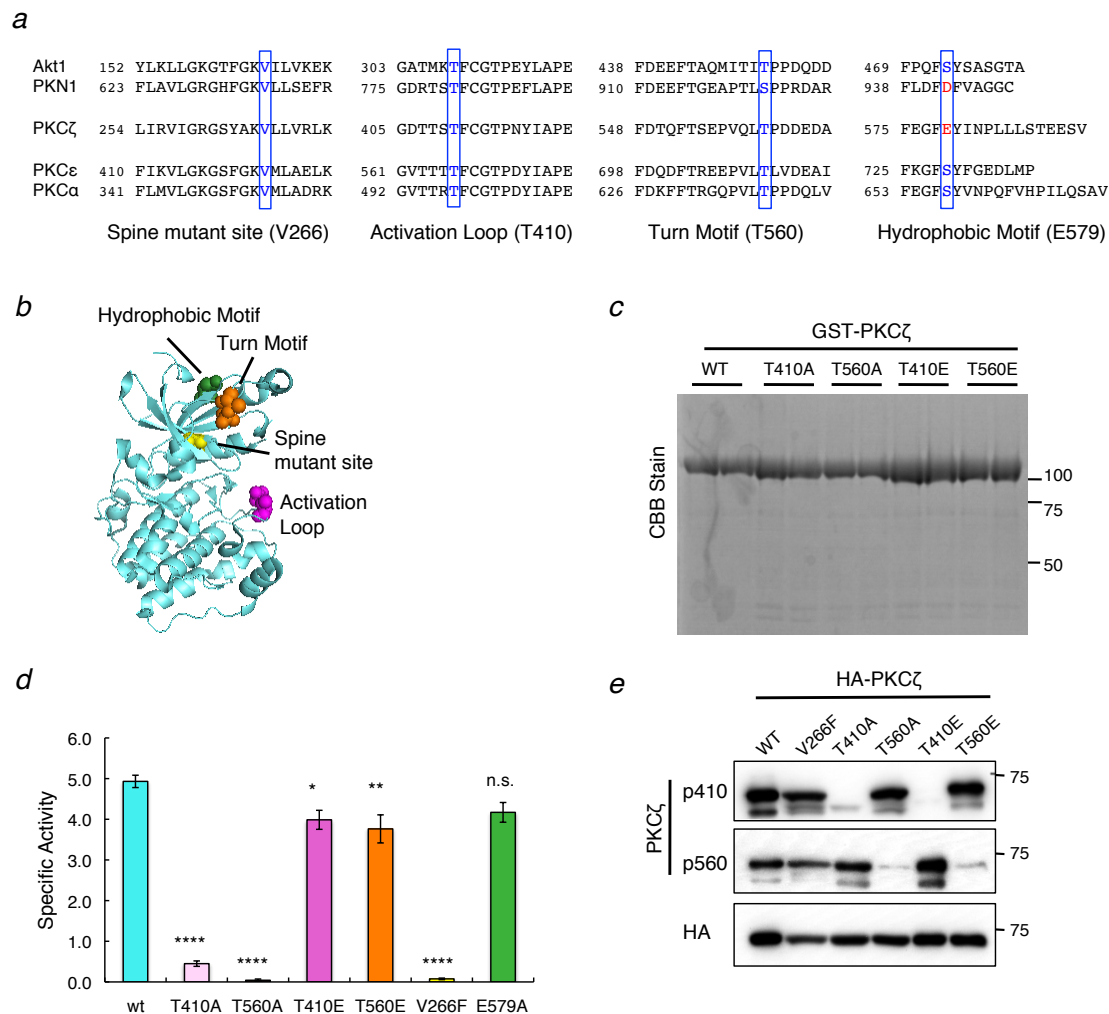 a
Akt1 152 YLKLLGKGTFGKVILVKEK 303 GATMKTFCGTPEYLAPE 438 FDEEFTAQMITITPPDQDD 469 FPQFSYSASGTA
PKN1 623 FLAVLGRGHFGKVLLSEFR 775 GDRTSTFCGTPEFLAPE 910 FDEEFTGEAPTLSPPRDAR 938 FLDFDFVAGGC
PKCζ 254 LIRVIGRGSYAKVLLVRLK 405 GDTTSTFCGTPNYIAPE 548 FDTQFTSEPVQLTPDDEDA 575 FEGFEYINPLLLSTEESV
PKCε 410 FIKVLGKGSFGKVMLAELK 561 GVTTTTFCGTPDYIAPE 698 FDQDFTREEPVLTLVDEAI 725 FKGFSYFGEDLMP
PKCα 341 FLMVLGKGSFGKVMLADRK 492 GVTTRTFCGTPDYIAPE 626 FDKFFTRGQPVLTPPDQLV 653 FEGFSYVNPQFVHPILQSAV
Spine mutant site (V266) Activation Loop (T410) Turn Motif (T560) Hydrophobic Motif (E579)
b
Hydrophobic Motif
Turn Motif
Spine
mutant site
Activation
Loop
c
GST-PKCζ
WT T410A T560A T410E T560E
CBB Stain
100
75
50
d
Specific Activity
6.0
5.0
4.0
3.0
2.0
1.0
0.0
**** **** * ** **** n.s.
wt T410A T560A T410E T560E V266F E579A
e
HA-PKCζ
WT V266F T410A T560A T410E T560E
PKCζ
p410 75
p560 75
HA 75